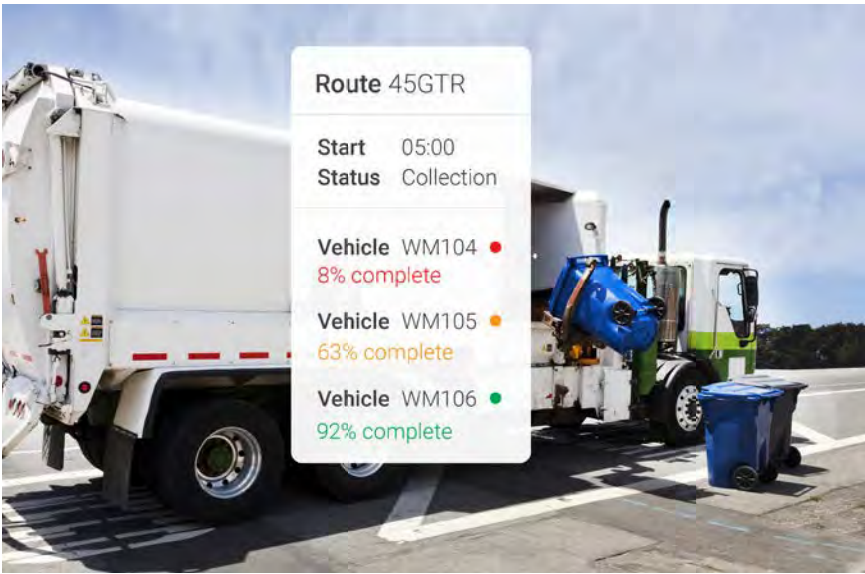 Route 45GTR
Start 05:00
Status Collection
Vehicle WM104
8% complete
Vehicle WM105
63% complete
Vehicle WM106
92% complete